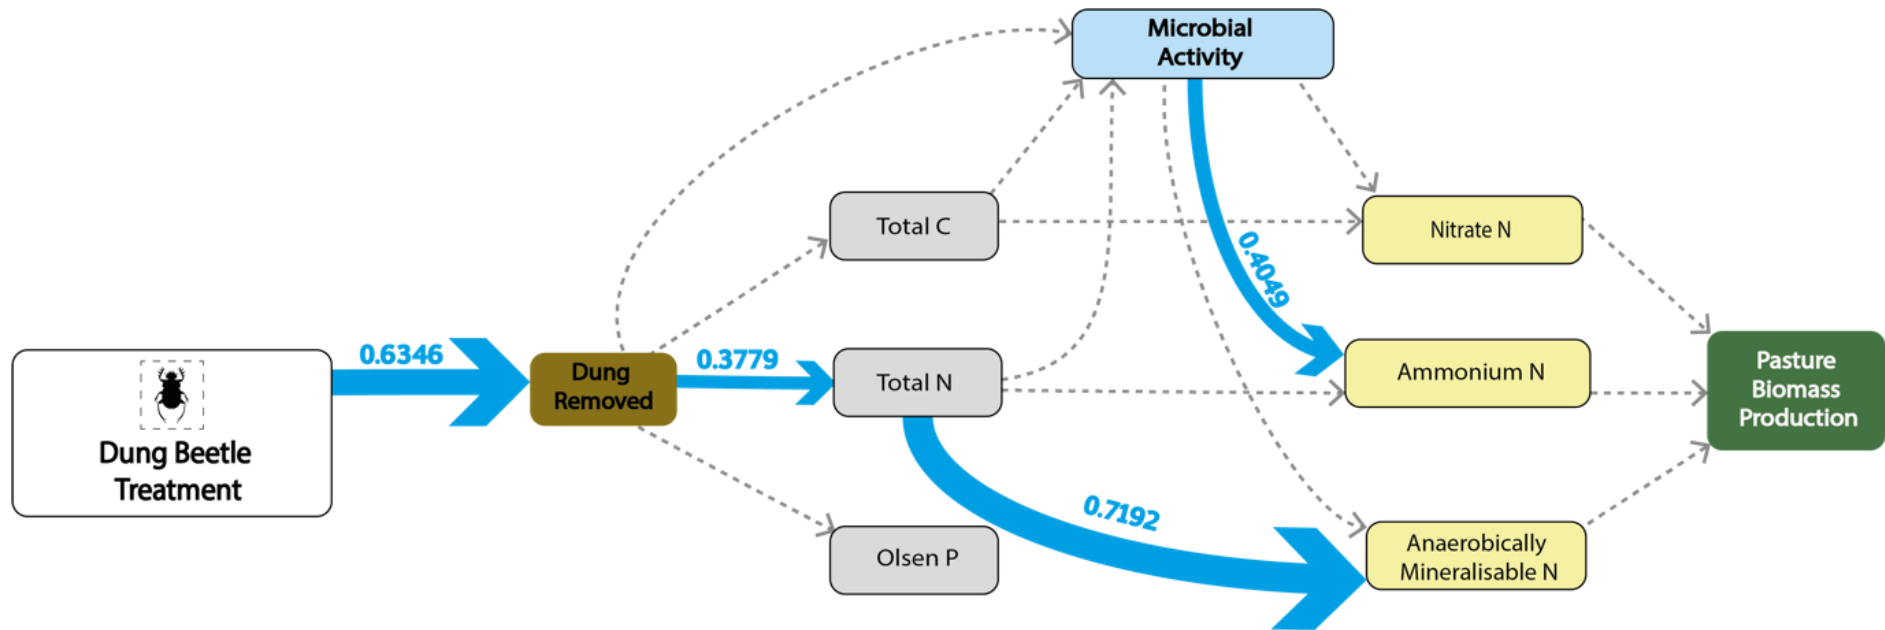 Microbial
Activity
Total C
Nitrate N
0.4049
0.6346
Dung
Removed
0.3779
Total N
Ammonium N
Pasture
Biomass
Production
Dung Beetle
Treatment
0.7192
Olsen P
Anaerobically
Mineralisable N